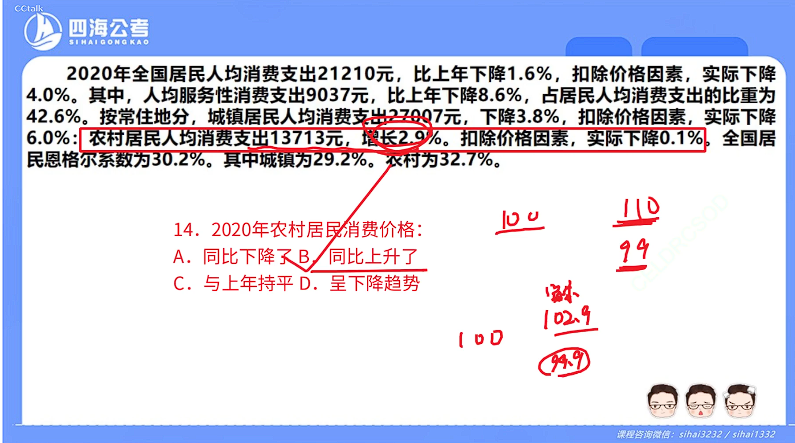 CCtalk
四海公考
SIHAIGONGKAO
2020年全国居民人均消费支出21210元，比上年下降1.6%，扣除价格因素，实际下降
4.0%。其中，人均服务性消费支出9037元，比上年下降8.6%，占居民人均消费支出的比重为
42.6%。按常住地分，城镇居民人均消费支出27007元，下降3.8%，扣除价格因素，实际下降
6.0%：农村居民人均消费支出13713元，增长2.9%。扣除价格因素，实际下降0.1%。全国居
民恩格尔系数为30.2%。其中城镇为29.2%。农村为32.7%。
14．2020年农村居民消费价格：
A．同比下降了 B．同比上升了
C．与上年持平 D．呈下降趋势
100
110
99
102.9
100
99.9
课程咨询微信：sihai3232 / sihai1332